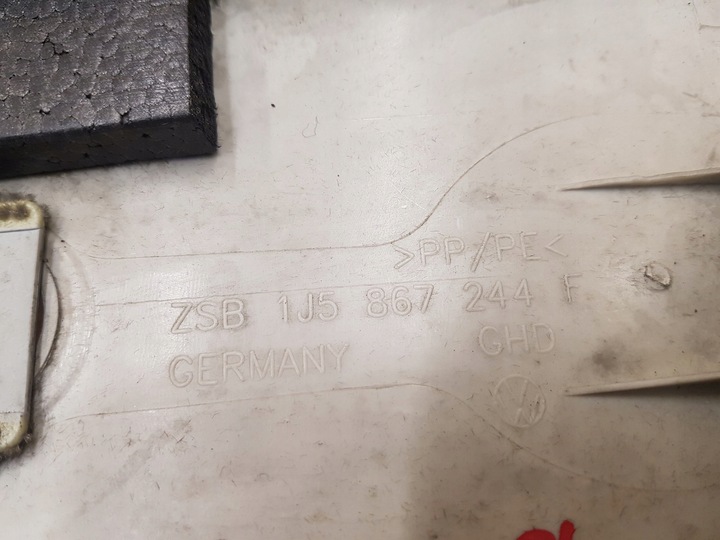 >PP/PE<
ZSB 1J5 867 244 F
GERMANY GHD